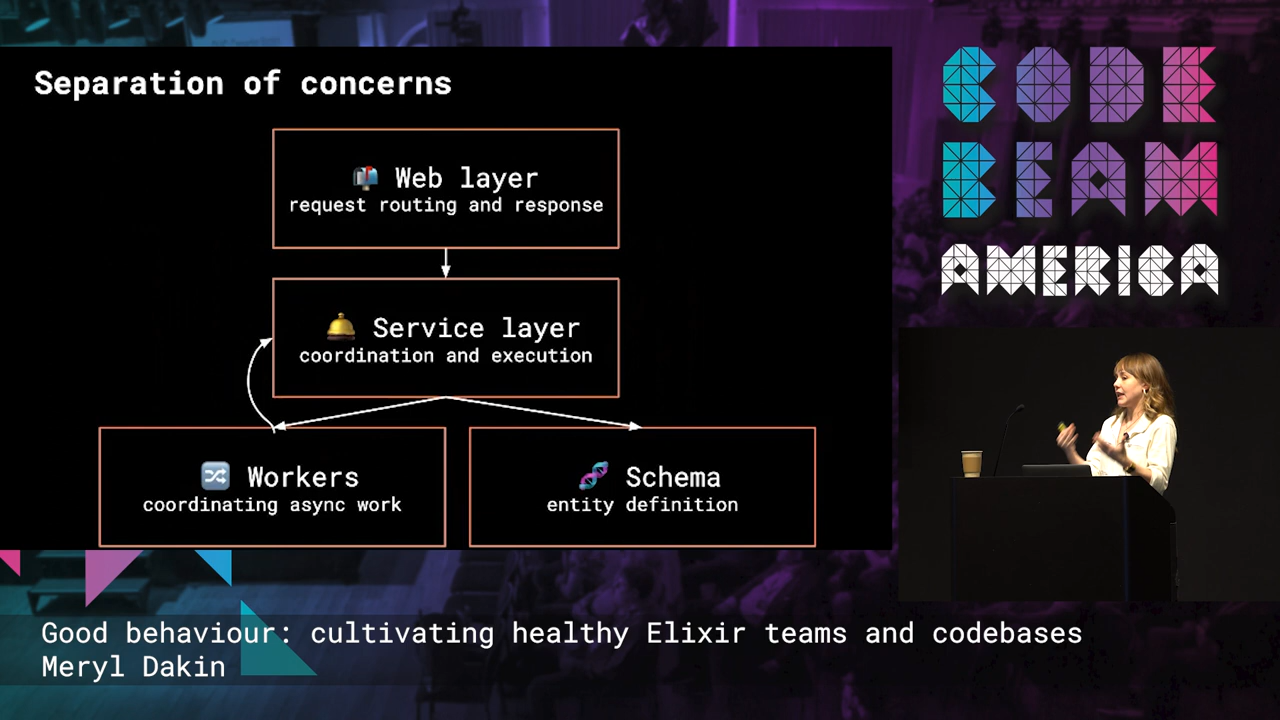 Separation of concerns
Web layer
request routing and response
Service layer
coordination and execution
Workers
coordinating async work
Schema
entity definition
CODE
BEAM
AMERICA
Good behaviour: cultivating healthy Elixir teams and codebases
Meryl Dakin